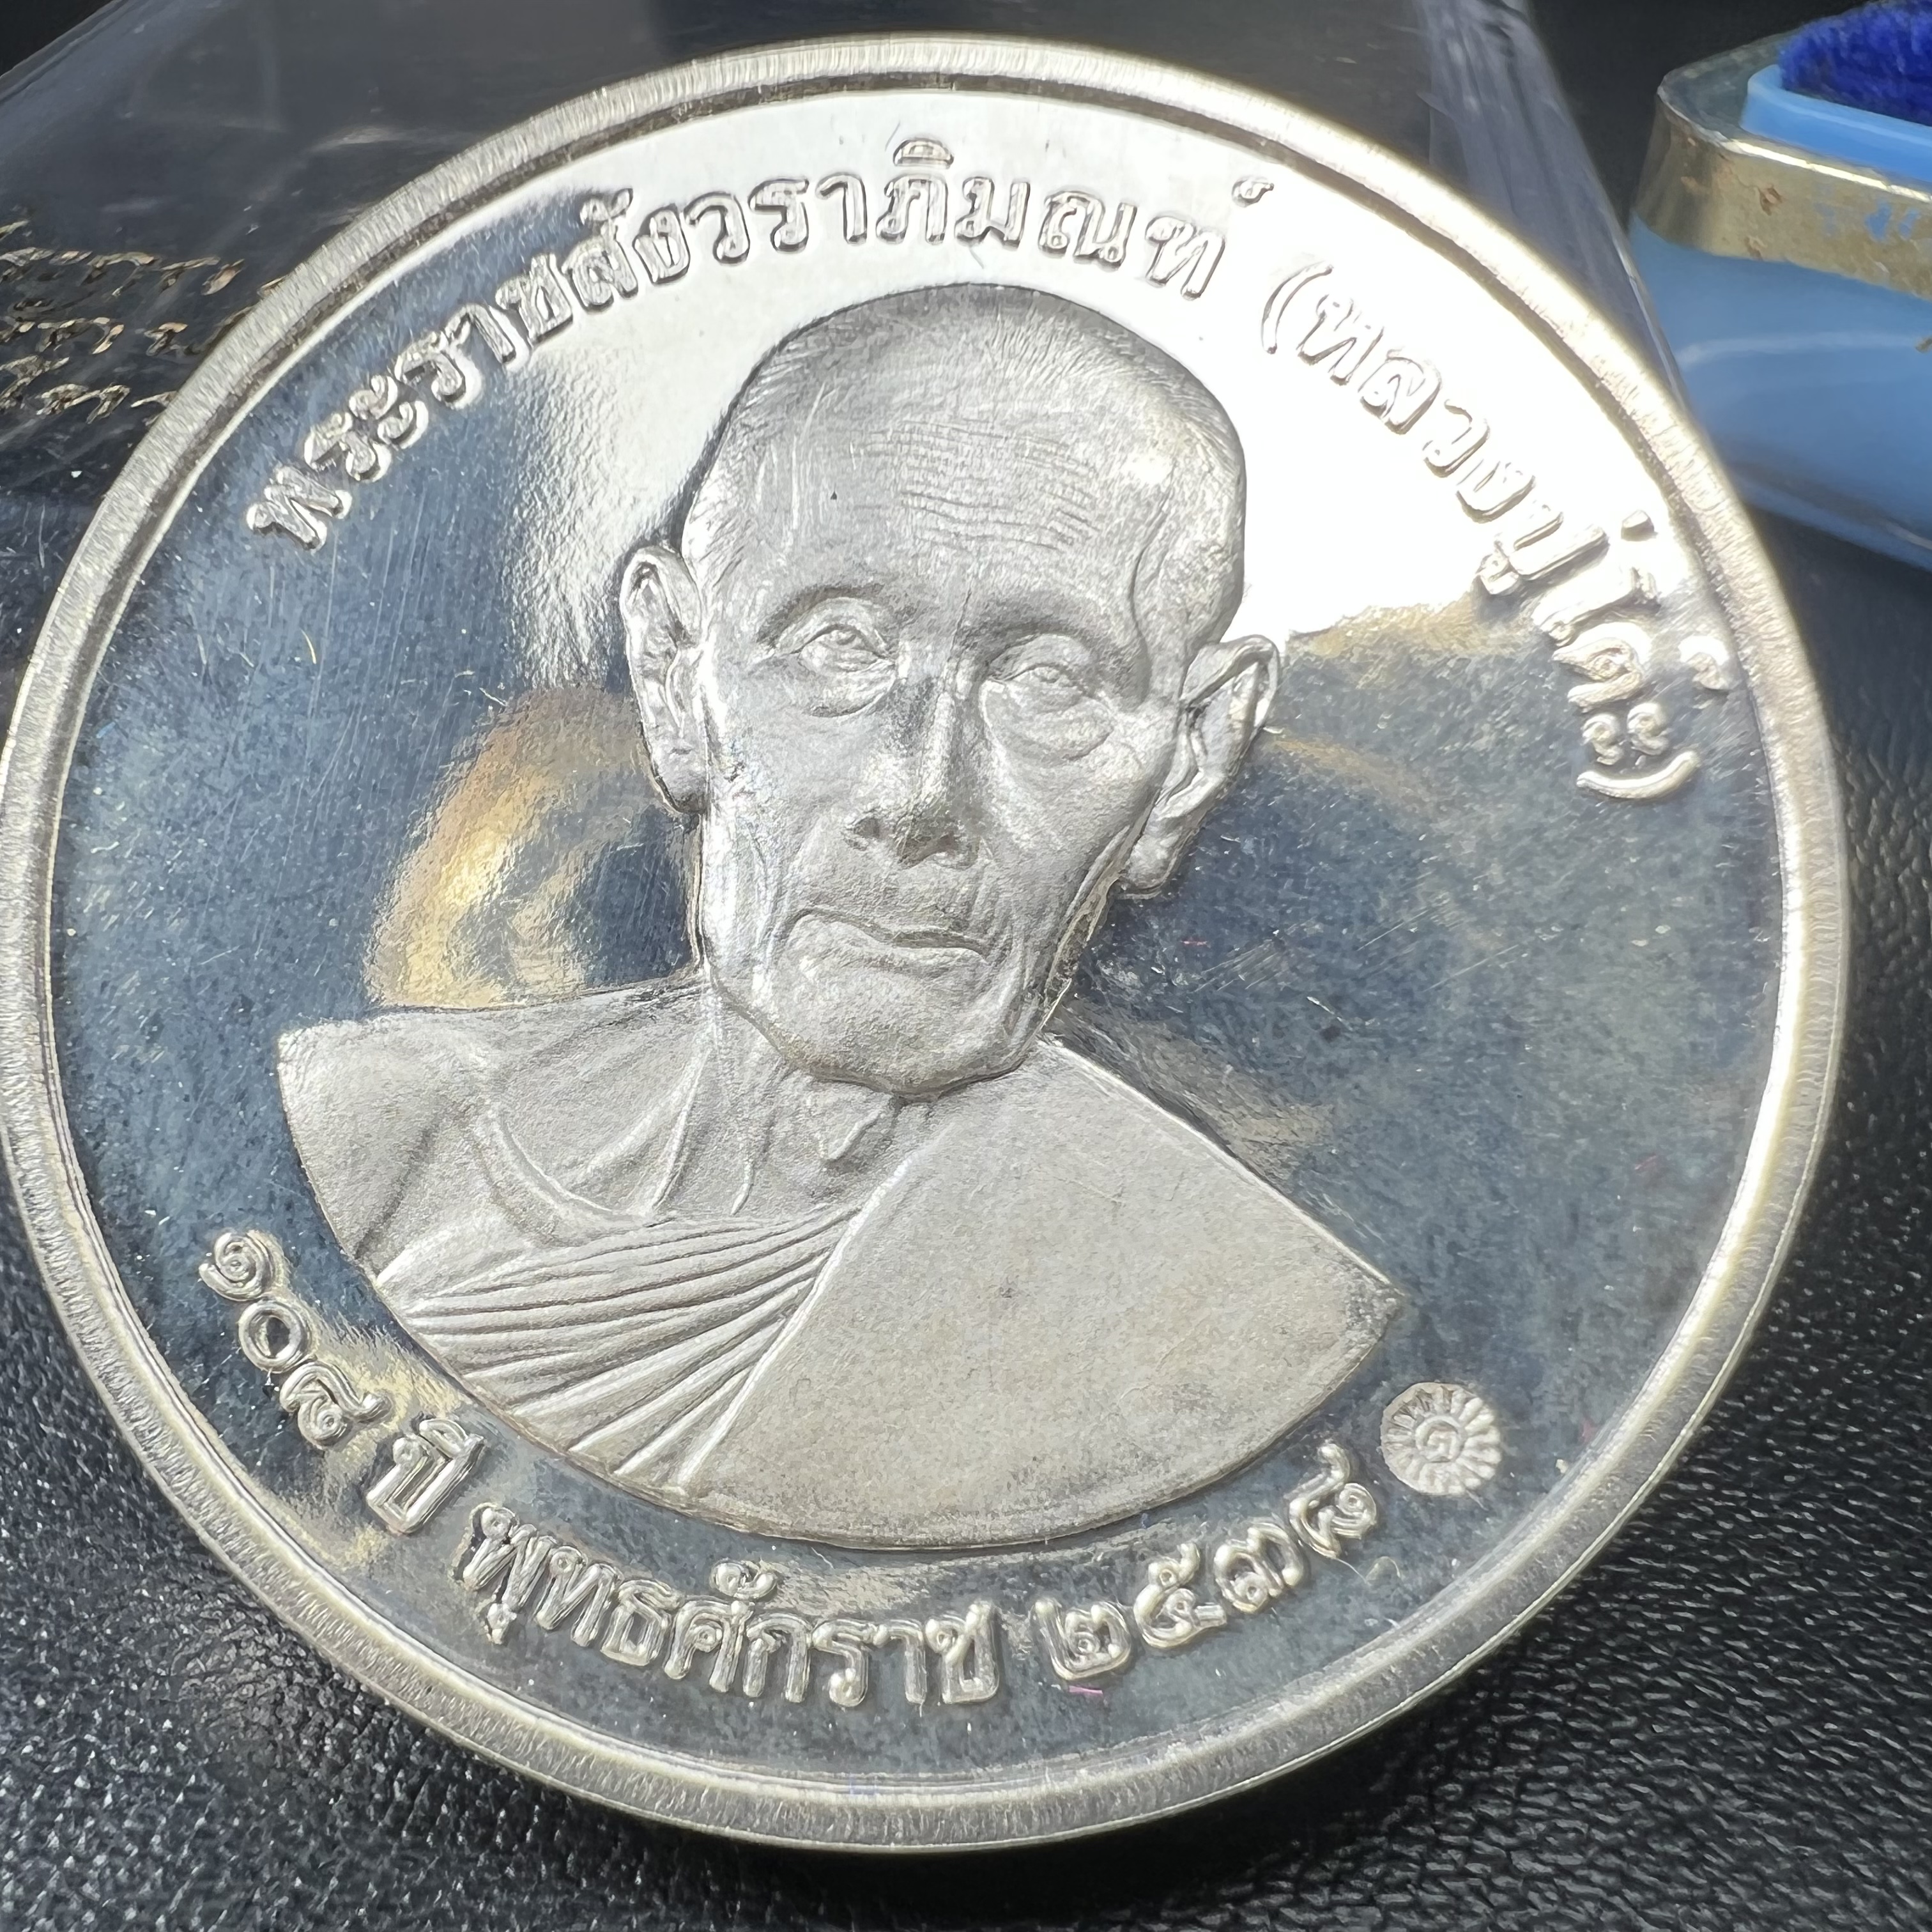 พระราชสังวราภิมณฑ์ (หลวงปู่โต๊ะ)
๑๐๘ ปี พุทธศักราช ๒๕๓๘